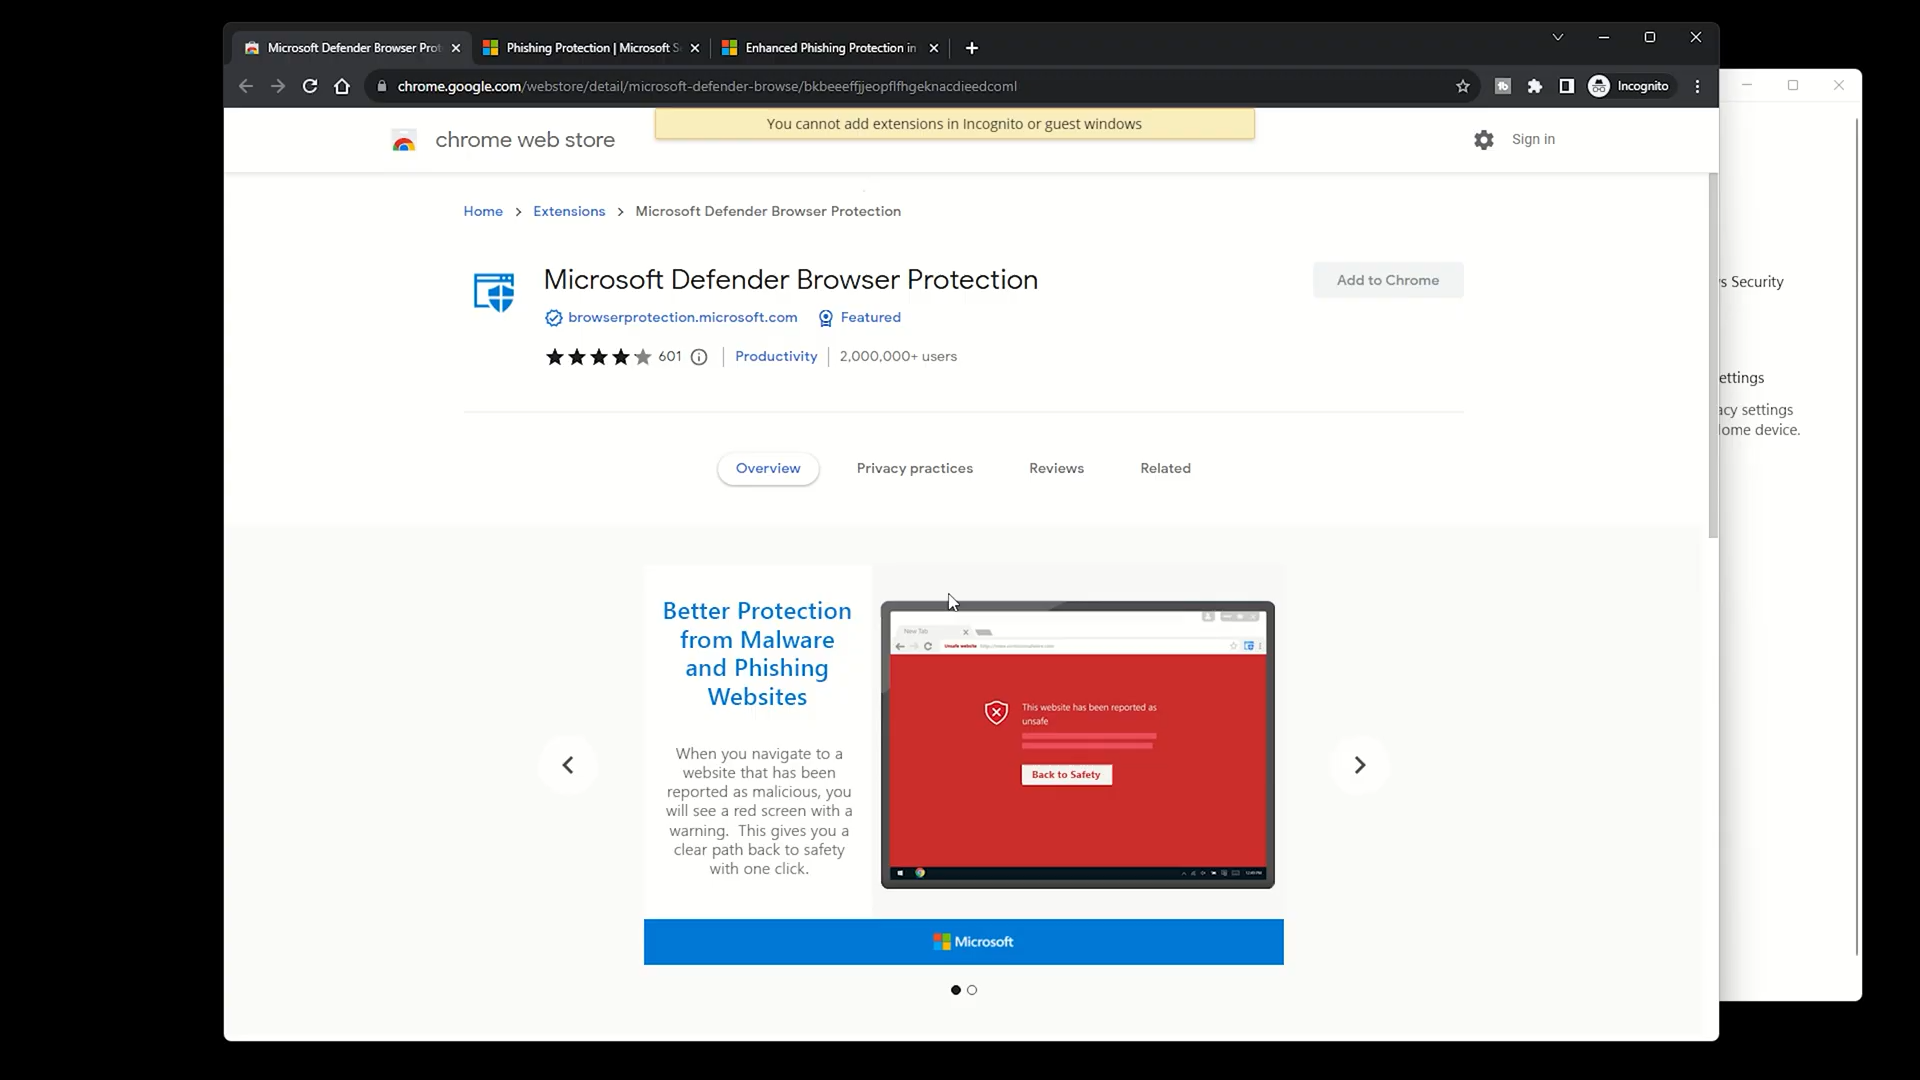 Microsoft Defender Browser Pro
Phishing Protection | Microsoft S
Enhanced Phishing Protection in
chrome.google.com/webstore/detail/microsoft-defender-browse/bkbeeeffjjeopflfhgeknacdieedcoml
Incognito
You cannot add extensions in Incognito or guest windows
chrome web store
Sign in
Home > Extensions > Microsoft Defender Browser Protection
Microsoft Defender Browser Protection
Add to Chrome
s Security
browserprotection.microsoft.com
Featured
601
Productivity
2,000,000+ users
ettings
acy settings
ome device.
Overview
Privacy practices
Reviews
Related
Better Protection
from Malware
and Phishing
Websites
When you navigate to a
website that has been
reported as malicious, you
will see a red screen with a
warning. This gives you a
clear path back to safety
with one click.
New Tab
Unsafe website
This website has been reported as
unsafe
Back to Safety
Microsoft